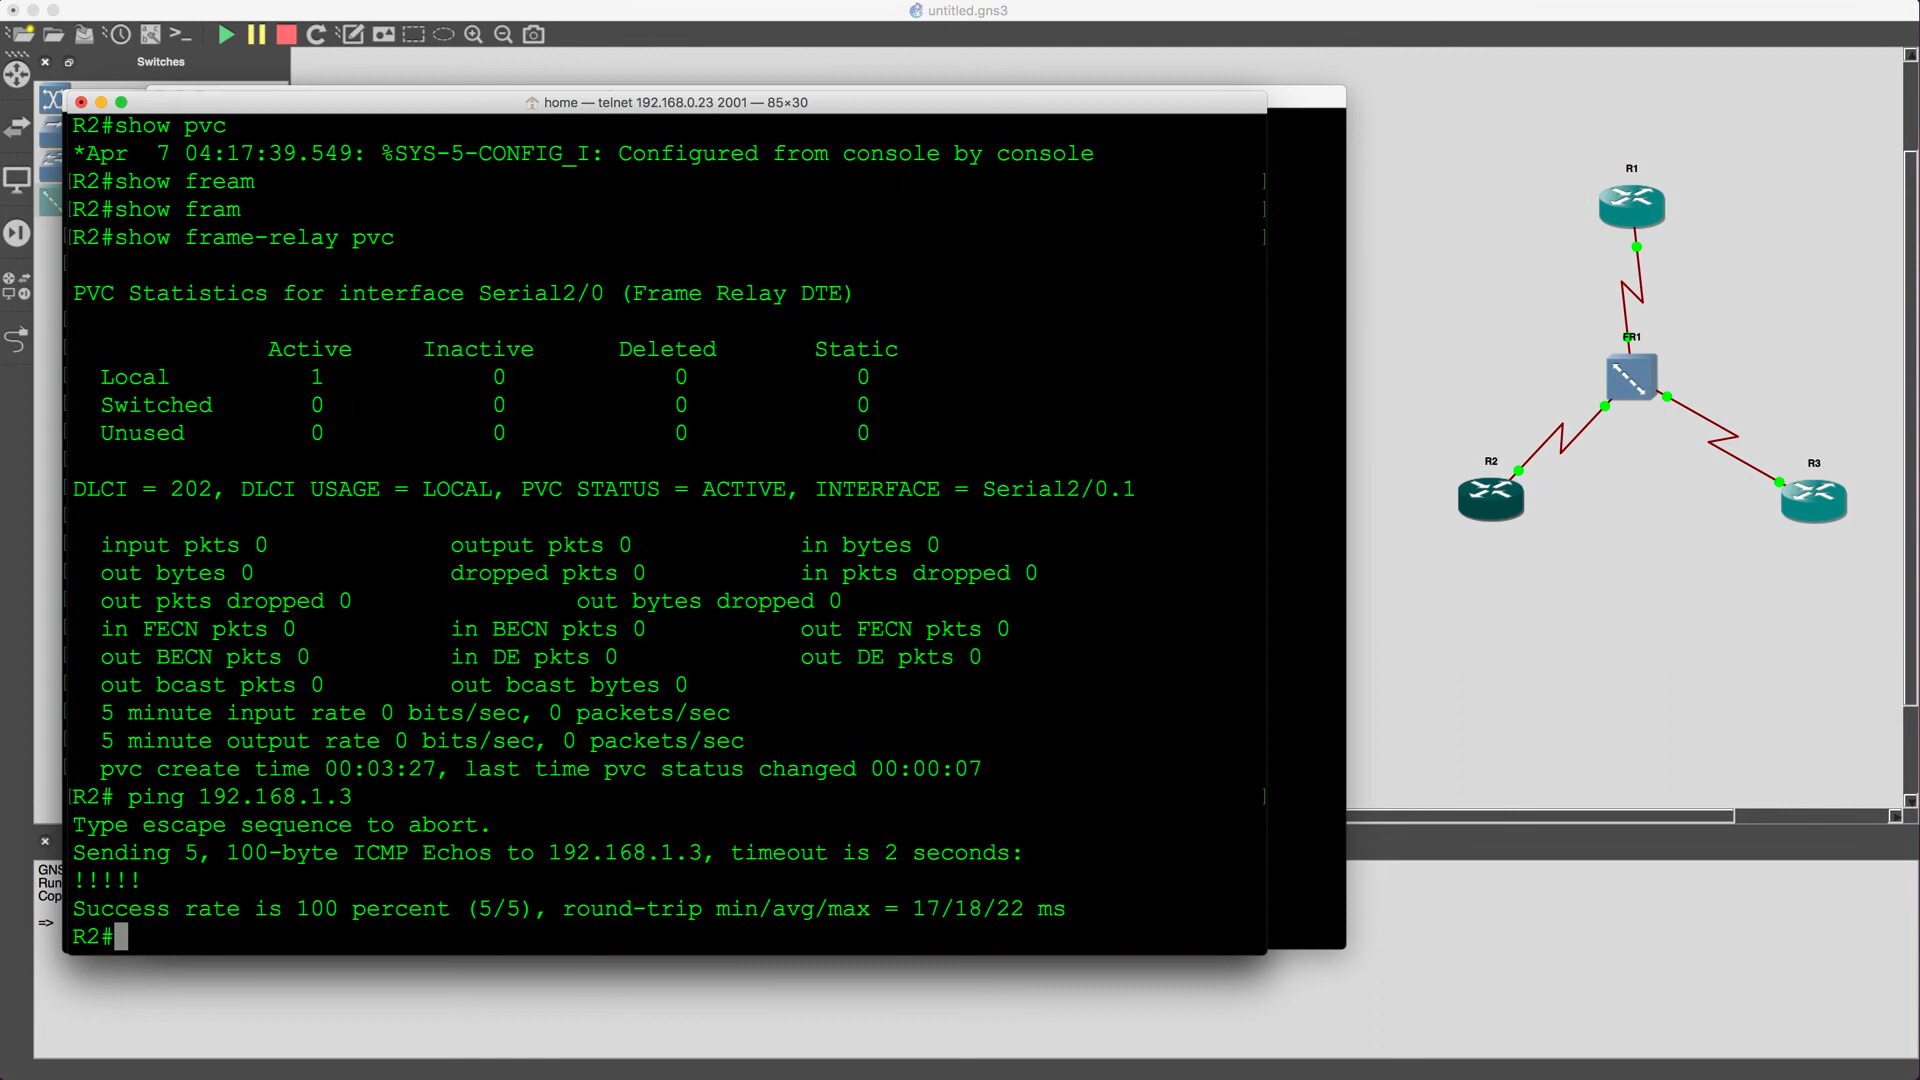 untitled.gns3
Switches
home — telnet 192.168.0.23 2001 — 85×30
R2#show pvc
*Apr  7 04:17:39.549: %SYS-5-CONFIG_I: Configured from console by console
R2#show fream
R2#show fram
R2#show frame-relay pvc
PVC Statistics for interface Serial2/0 (Frame Relay DTE)
Active Inactive Deleted Static
Local 1 0 0 0
Switched 0 0 0 0
Unused 0 0 0 0
DLCI = 202, DLCI USAGE = LOCAL, PVC STATUS = ACTIVE, INTERFACE = Serial2/0.1
input pkts 0 output pkts 0 in bytes 0
out bytes 0 dropped pkts 0 in pkts dropped 0
out pkts dropped 0 out bytes dropped 0
in FECN pkts 0 in BECN pkts 0 out FECN pkts 0
out BECN pkts 0 in DE pkts 0 out DE pkts 0
out bcast pkts 0 out bcast bytes 0
5 minute input rate 0 bits/sec, 0 packets/sec
5 minute output rate 0 bits/sec, 0 packets/sec
pvc create time 00:03:27, last time pvc status changed 00:00:07
R2# ping 192.168.1.3
Type escape sequence to abort.
Sending 5, 100-byte ICMP Echos to 192.168.1.3, timeout is 2 seconds:
!!!!!
Success rate is 100 percent (5/5), round-trip min/avg/max = 17/18/22 ms
R2#
R1
FR1
R2
R3
GNS
Run
Cop
=>